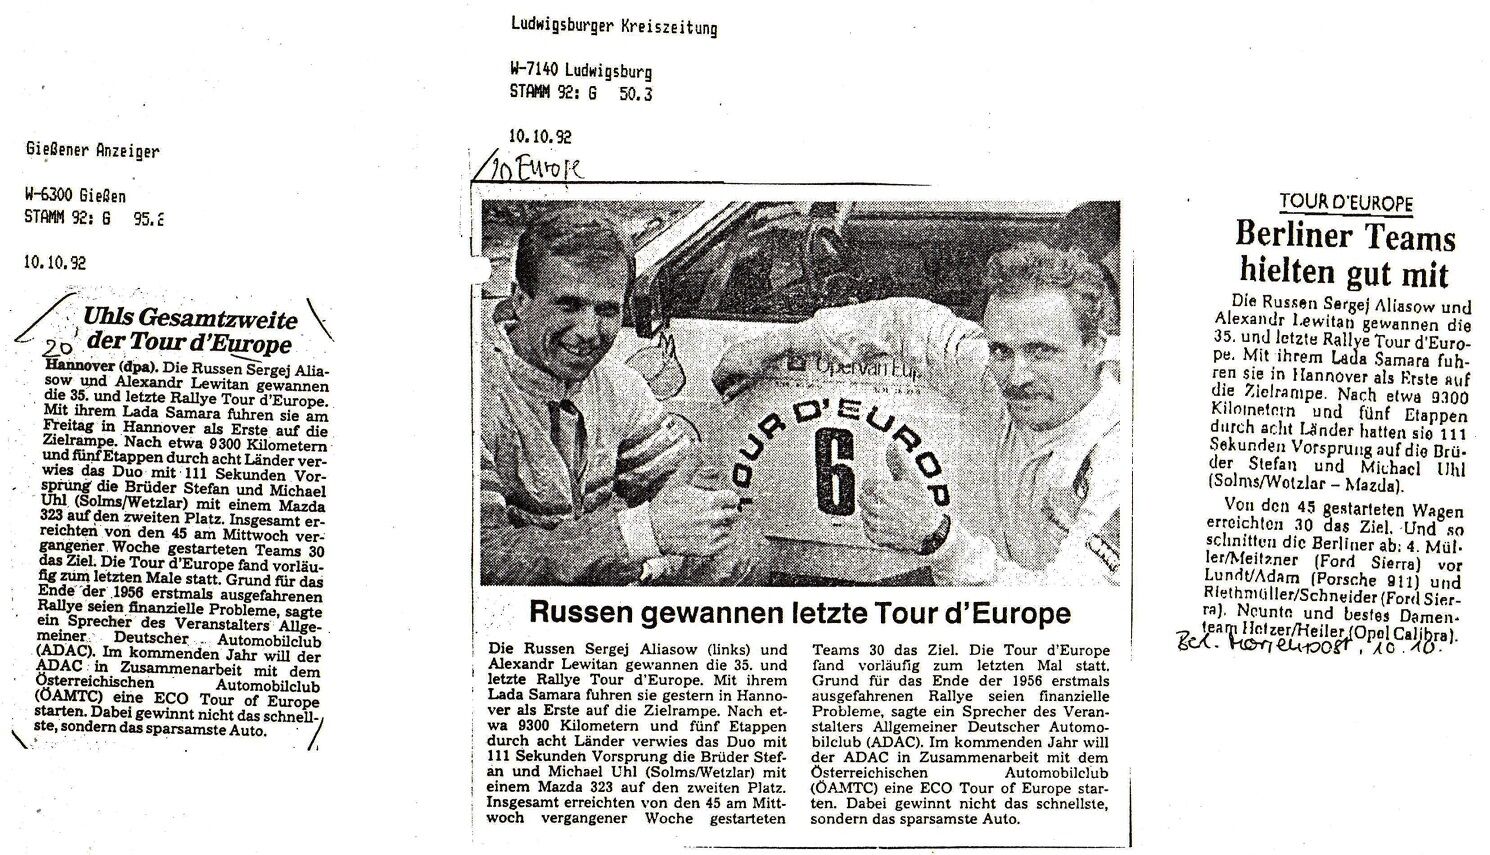 Gießener Anzeiger
W-6300 Gießen
STAMM 92: G 95.2
10.10.92
20
Uhls Gesamtzweite
der Tour d'Europe
Hannover (dpa). Die Russen Sergej Alia-
sow und Alexandr Lewitan gewannen
die 35. und letzte Rallye Tour d'Europe.
Mit ihrem Lada Samara fuhren sie am
Freitag in Hannover als Erste auf die
Zielrampe. Nach etwa 9300 Kilometern
und fünf Etappen durch acht Länder ver-
wies das Duo mit 111 Sekunden Vor-
sprung die Brüder Stefan und Michael
Uhl (Solms/Wetzlar) mit einem Mazda
323 auf den zweiten Platz. Insgesamt er-
reichten von den 45 am Mittwoch ver-
gangener Woche gestarteten Teams 30
das Ziel. Die Tour d'Europe fand vorläu-
fig zum letzten Male statt. Grund für das
Ende der 1956 erstmals ausgefahrenen
Rallye seien finanzielle Probleme, sagte
ein Sprecher des Veranstalters Allge-
meiner Deutscher Automobilclub
(ADAC). Im kommenden Jahr will der
ADAC in Zusammenarbeit mit dem
Österreichischen Automobilclub
(ÖAMTC) eine ECO Tour of Europe
starten. Dabei gewinnt nicht das schnell-
ste, sondern das sparsamste Auto.
Ludwigsburger Kreiszeitung
W-7140 Ludwigsburg
STAMM 92: G 50.3
10.10.92
20 Europe
TOUR D'EUROPE
6
Russen gewannen letzte Tour d'Europe
Die Russen Sergej Aliasow (links) und
Alexandr Lewitan gewannen die 35. und
letzte Rallye Tour d'Europe. Mit ihrem
Lada Samara fuhren sie gestern in Hanno-
ver als Erste auf die Zielrampe. Nach et-
wa 9300 Kilometern und fünf Etappen
durch acht Länder verwies das Duo mit
111 Sekunden Vorsprung die Brüder Stef-
an und Michael Uhl (Solms/Wetzlar) mit
einem Mazda 323 auf den zweiten Platz.
Insgesamt erreichten von den 45 am Mitt-
woch vergangener Woche gestarteten
Teams 30 das Ziel. Die Tour d'Europe
fand vorläufig zum letzten Mal statt.
Grund für das Ende der 1956 erstmals
ausgefahrenen Rallye seien finanzielle
Probleme, sagte ein Sprecher des Veran-
stalters Allgemeiner Deutscher Automo-
bilclub (ADAC). Im kommenden Jahr will
der ADAC in Zusammenarbeit mit dem
Österreichischen Automobilclub
(ÖAMTC) eine ECO Tour of Europe star-
ten. Dabei gewinnt nicht das schnellste,
sondern das sparsamste Auto.
TOUR D'EUROPE
Berliner Teams
hielten gut mit
Die Russen Sergej Aliasow und
Alexandr Lewitan gewannen die
35. und letzte Rallye Tour d'Euro-
pe. Mit ihrem Lada Samara fuh-
ren sie in Hannover als Erste auf
die Zielrampe. Nach etwa 9300
Kilometern und fünf Etappen
durch acht Länder hatten sie 111
Sekunden Vorsprung auf die Brü-
der Stefan und Michael Uhl
(Solms/Wetzlar – Mazda).
Von den 45 gestarteten Wagen
erreichten 30 das Ziel. Und so
schnitten die Berliner ab: 4. Mül-
ler/Meitzner (Ford Sierra) vor
Lundt/Adam (Porsche 911) und
Riethmüller/Schneider (Ford Sier-
ra). Neunte und bestes Damen-
team Hetzer/Heiler (Opel Calibra).
Bel. Morgenpost, 10.10.